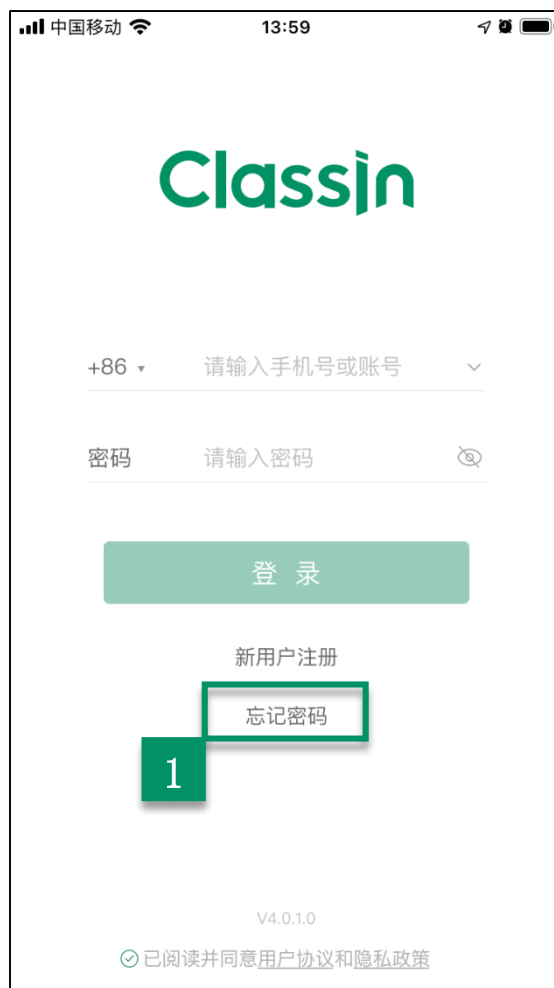 中国移动 13:59
ClassIn
+86 请输入手机号或账号
密码 请输入密码
登 录
新用户注册
忘记密码
1
V4.0.1.0
已阅读并同意用户协议和隐私政策